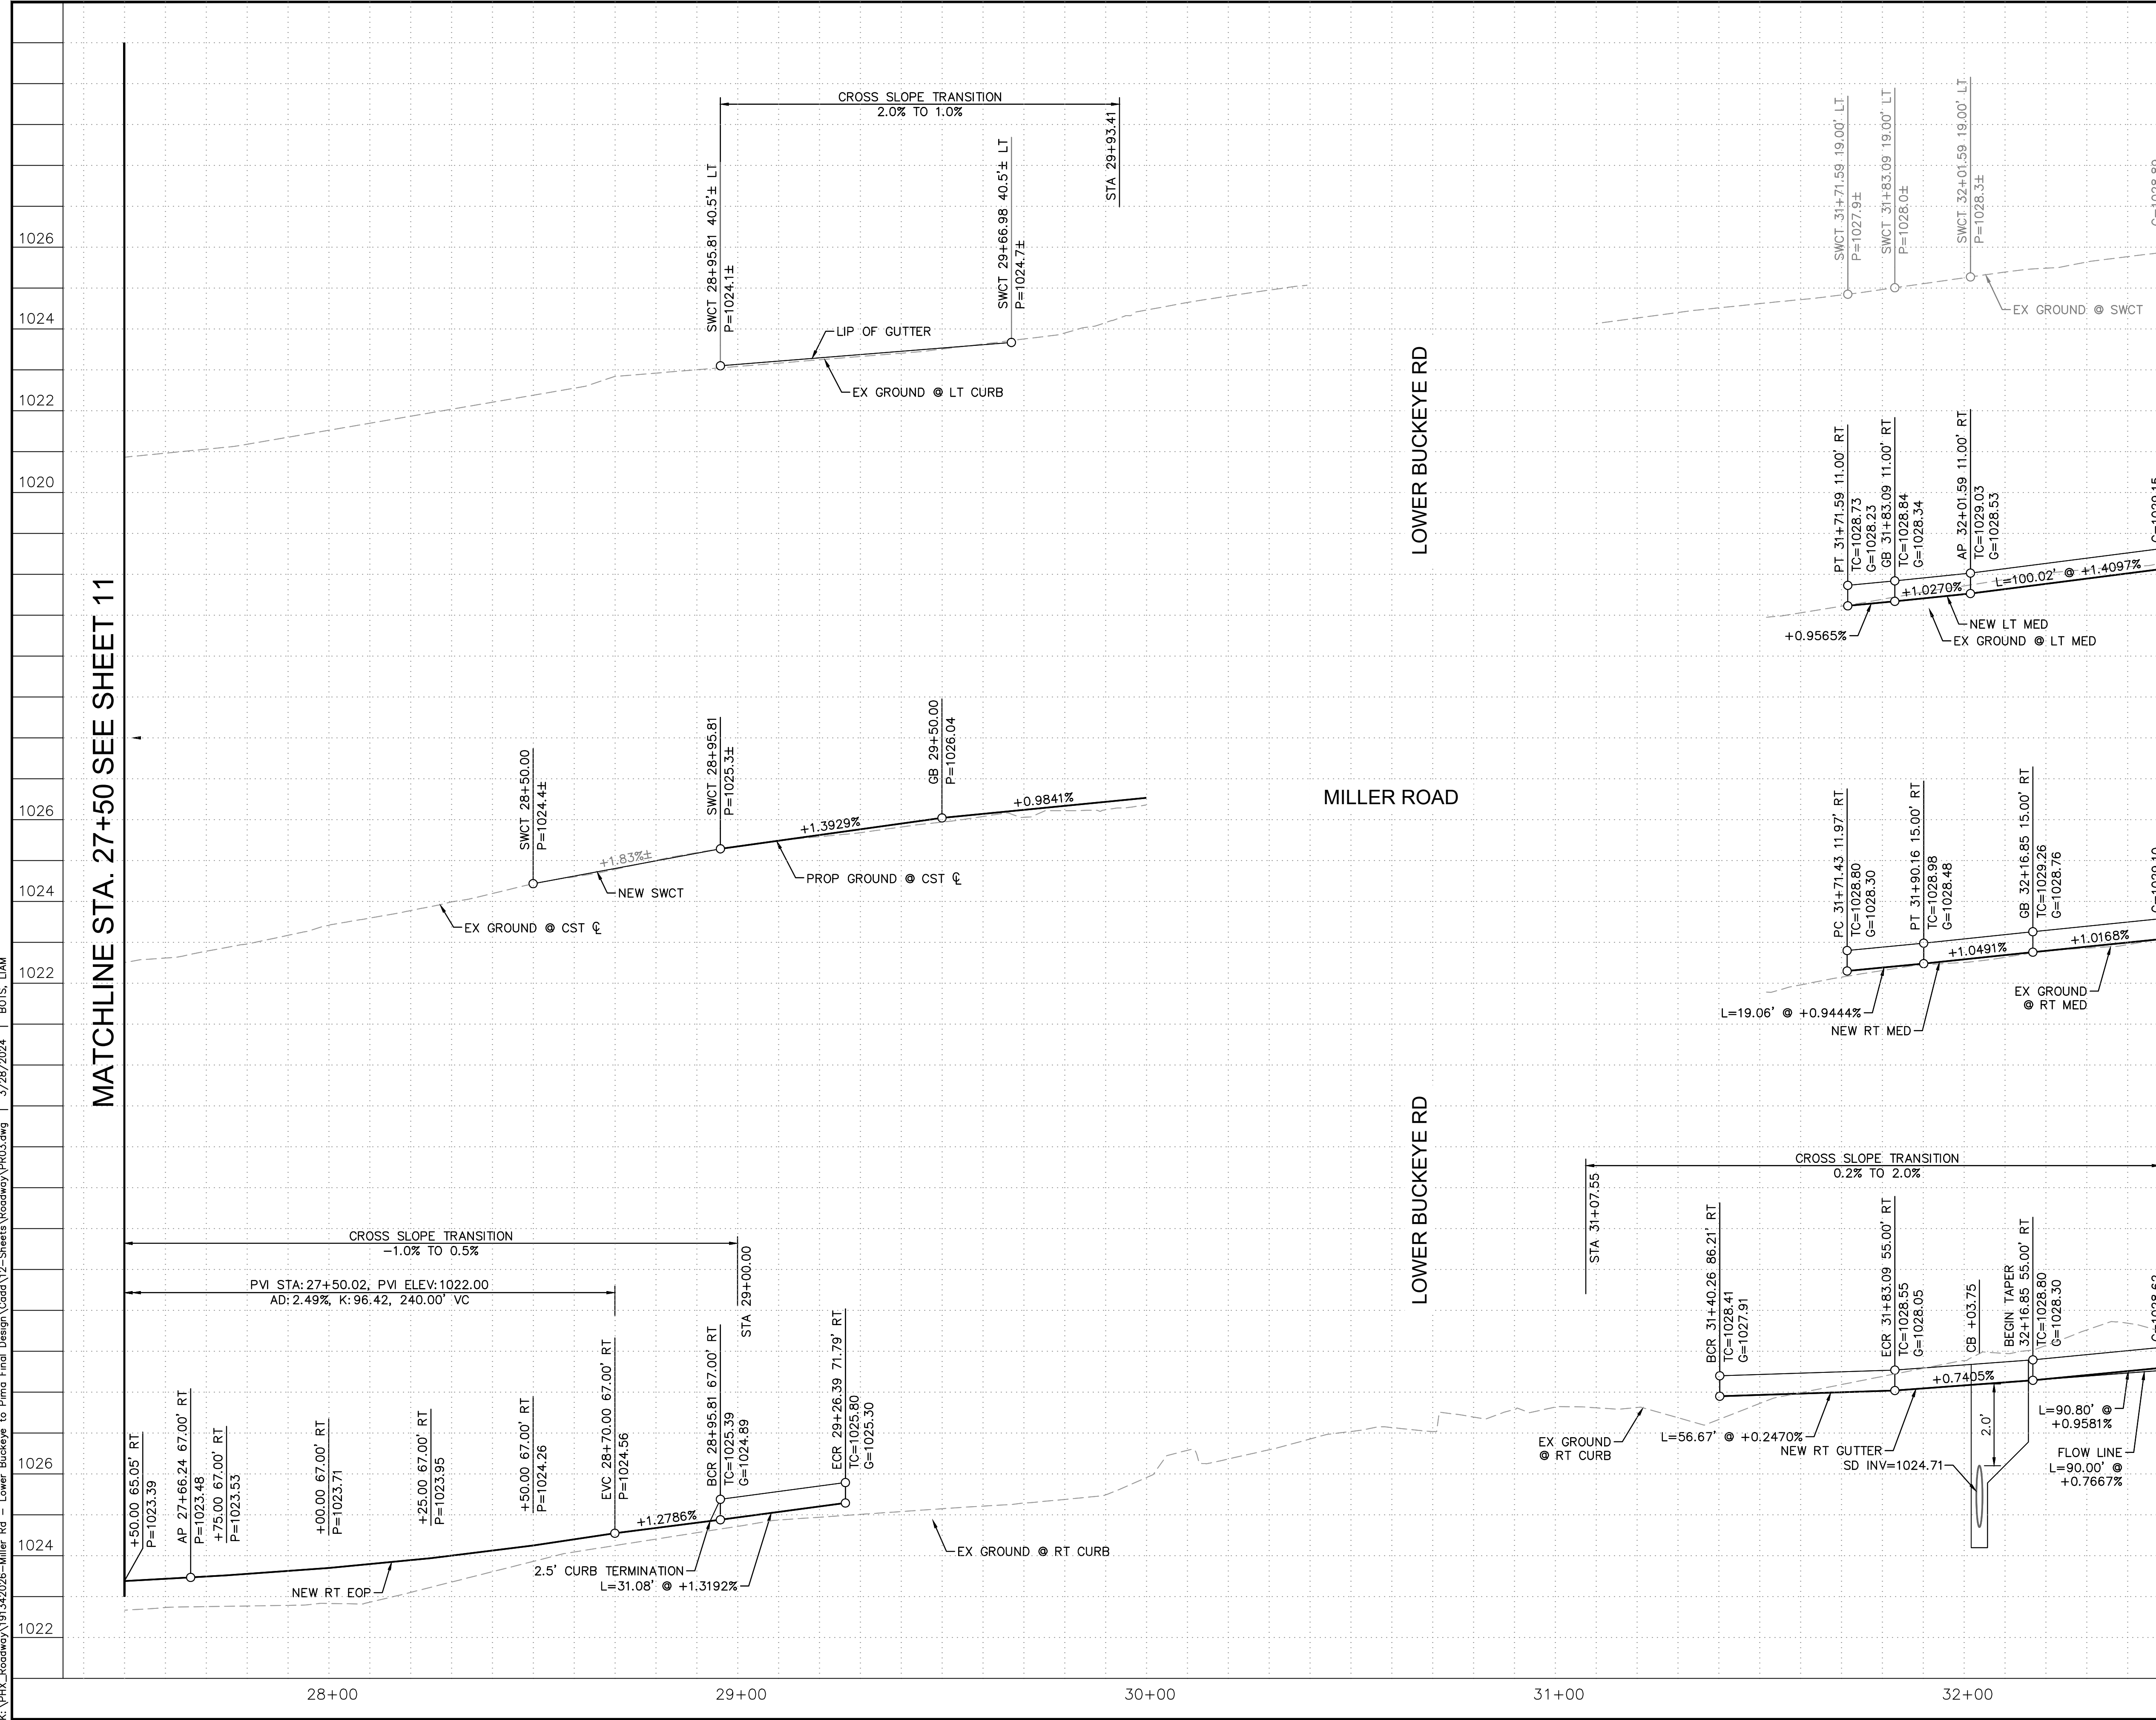 CROSS SLOPE TRANSITION
2.0% TO 1.0%
STA 29+93.41
SWCT 28+95.81 40.5'± LT
P=1024.1±
SWCT 29+66.98 40.5'± LT
P=1024.7±
LIP OF GUTTER
EX GROUND @ LT CURB
SWCT 31+71.59 19.00' LT
P=1027.9±
SWCT 31+83.09 19.00' LT
P=1028.0±
SWCT 32+01.59 19.00' LT
P=1028.3±
EX GROUND @ SWCT
1026
1024
1022
1020
LOWER BUCKEYE RD
PT 31+71.59 11.00' RT
TC=1028.73
G=1028.23
GB 31+83.09 11.00' RT
TC=1028.84
G=1028.34
AP 32+01.59 11.00' RT
TC=1029.03
G=1028.53
+1.0270%
L=100.02' @ +1.4097%
+0.9565%
NEW LT MED
EX GROUND @ LT MED
MATCHLINE STA. 27+50 SEE SHEET 11
SWCT 28+50.00
P=1024.4±
SWCT 28+95.81
P=1025.3±
GB 29+50.00
P=1026.04
+1.83%±
+1.3929%
+0.9841%
NEW SWCT
PROP GROUND @ CST ℄
EX GROUND @ CST ℄
MILLER ROAD
1026
1024
1022
PC 31+71.43 11.97' RT
TC=1028.80
G=1028.30
PT 31+90.16 15.00' RT
TC=1028.98
G=1028.48
GB 32+16.85 15.00' RT
TC=1029.26
G=1028.76
+1.0491%
+1.0168%
L=19.06' @ +0.9444%
NEW RT MED
EX GROUND
@ RT MED
LOWER BUCKEYE RD
CROSS SLOPE TRANSITION
0.2% TO 2.0%
STA 31+07.55
CROSS SLOPE TRANSITION
-1.0% TO 0.5%
STA 29+00.00
PVI STA:27+50.02, PVI ELEV:1022.00
AD:2.49%, K:96.42, 240.00' VC
+50.00 65.05' RT
P=1023.39
AP 27+66.24 67.00' RT
P=1023.48
+75.00 67.00' RT
P=1023.53
+00.00 67.00' RT
P=1023.71
+25.00 67.00' RT
P=1023.95
+50.00 67.00' RT
P=1024.26
EVC 28+70.00 67.00' RT
P=1024.56
BCR 28+95.81 67.00' RT
TC=1025.39
G=1024.89
ECR 29+26.39 71.79' RT
TC=1025.80
G=1025.30
+1.2786%
2.5' CURB TERMINATION
L=31.08' @ +1.3192%
NEW RT EOP
EX GROUND @ RT CURB
BCR 31+40.26 86.21' RT
TC=1028.41
G=1027.91
ECR 31+83.09 55.00' RT
TC=1028.55
G=1028.05
CB +03.75
BEGIN TAPER
32+16.85 55.00' RT
TC=1028.80
G=1028.30
+0.7405%
2.0'
EX GROUND
@ RT CURB
L=56.67' @ +0.2470%
NEW RT GUTTER
SD INV=1024.71
L=90.80' @
+0.9581%
FLOW LINE
L=90.00' @
+0.7667%
1026
1024
1022
28+00
29+00
30+00
31+00
32+00
K:\PHX_Roadway\191342026-Miller Rd - Lower Buckeye to Pima Final Design\Cadd\12-Sheets\Roadway\PR03.dwg | 3/28/2024 | BOTS, LIAM